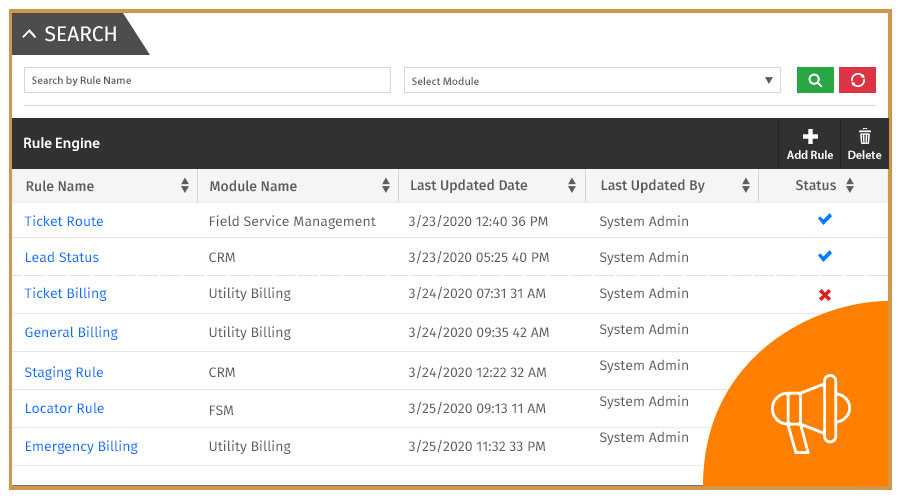 SEARCH
Search by Rule Name Select Module
Rule Engine Add Rule Delete
Rule Name Module Name Last Updated Date Last Updated By Status
Ticket Route Field Service Management 3/23/2020 12:40 36 PM System Admin
Lead Status CRM 3/23/2020 05:25 40 PM System Admin
Ticket Billing Utility Billing 3/24/2020 07:31 31 AM System Admin
General Billing Utility Billing 3/24/2020 09:35 42 AM System Admin
Staging Rule CRM 3/24/2020 12:22 32 AM System Admin
Locator Rule FSM 3/25/2020 09:13 11 AM System Admin
Emergency Billing Utility Billing 3/25/2020 11:32 33 PM System Admin